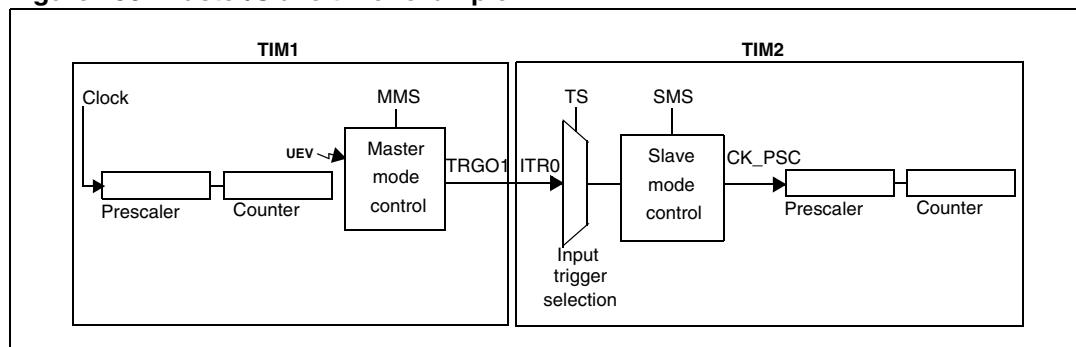 TIM1
TIM2
Clock
MMS
TS
SMS
UEV
Master
mode
control
TRGO1
ITR0
Slave
mode
control
CK_PSC
Prescaler
Counter
Prescaler
Counter
Input
trigger
selection